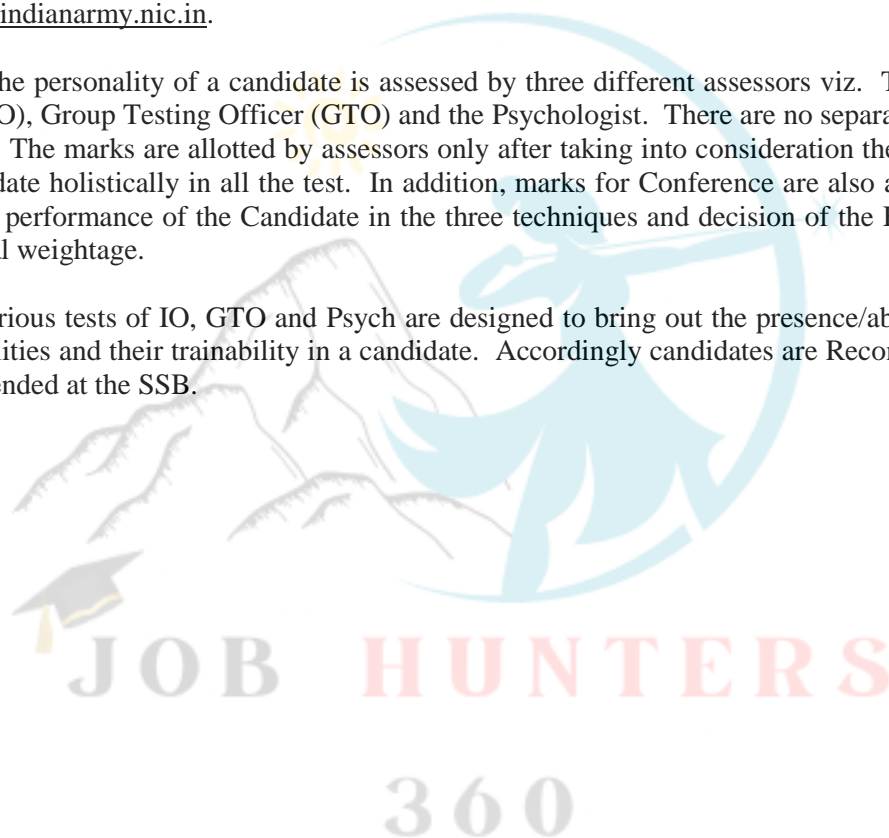 indianarmy.nic.in.
he personality of a candidate is assessed by three different assessors viz. T
O), Group Testing Officer (GTO) and the Psychologist. There are no separa
The marks are allotted by assessors only after taking into consideration the
date holistically in all the test. In addition, marks for Conference are also a
performance of the Candidate in the three techniques and decision of the
l weightage.
rious tests of IO, GTO and Psych are designed to bring out the presence/ab
lities and their trainability in a candidate. Accordingly candidates are Recor
ended at the SSB.
JOB HUNTERS
360